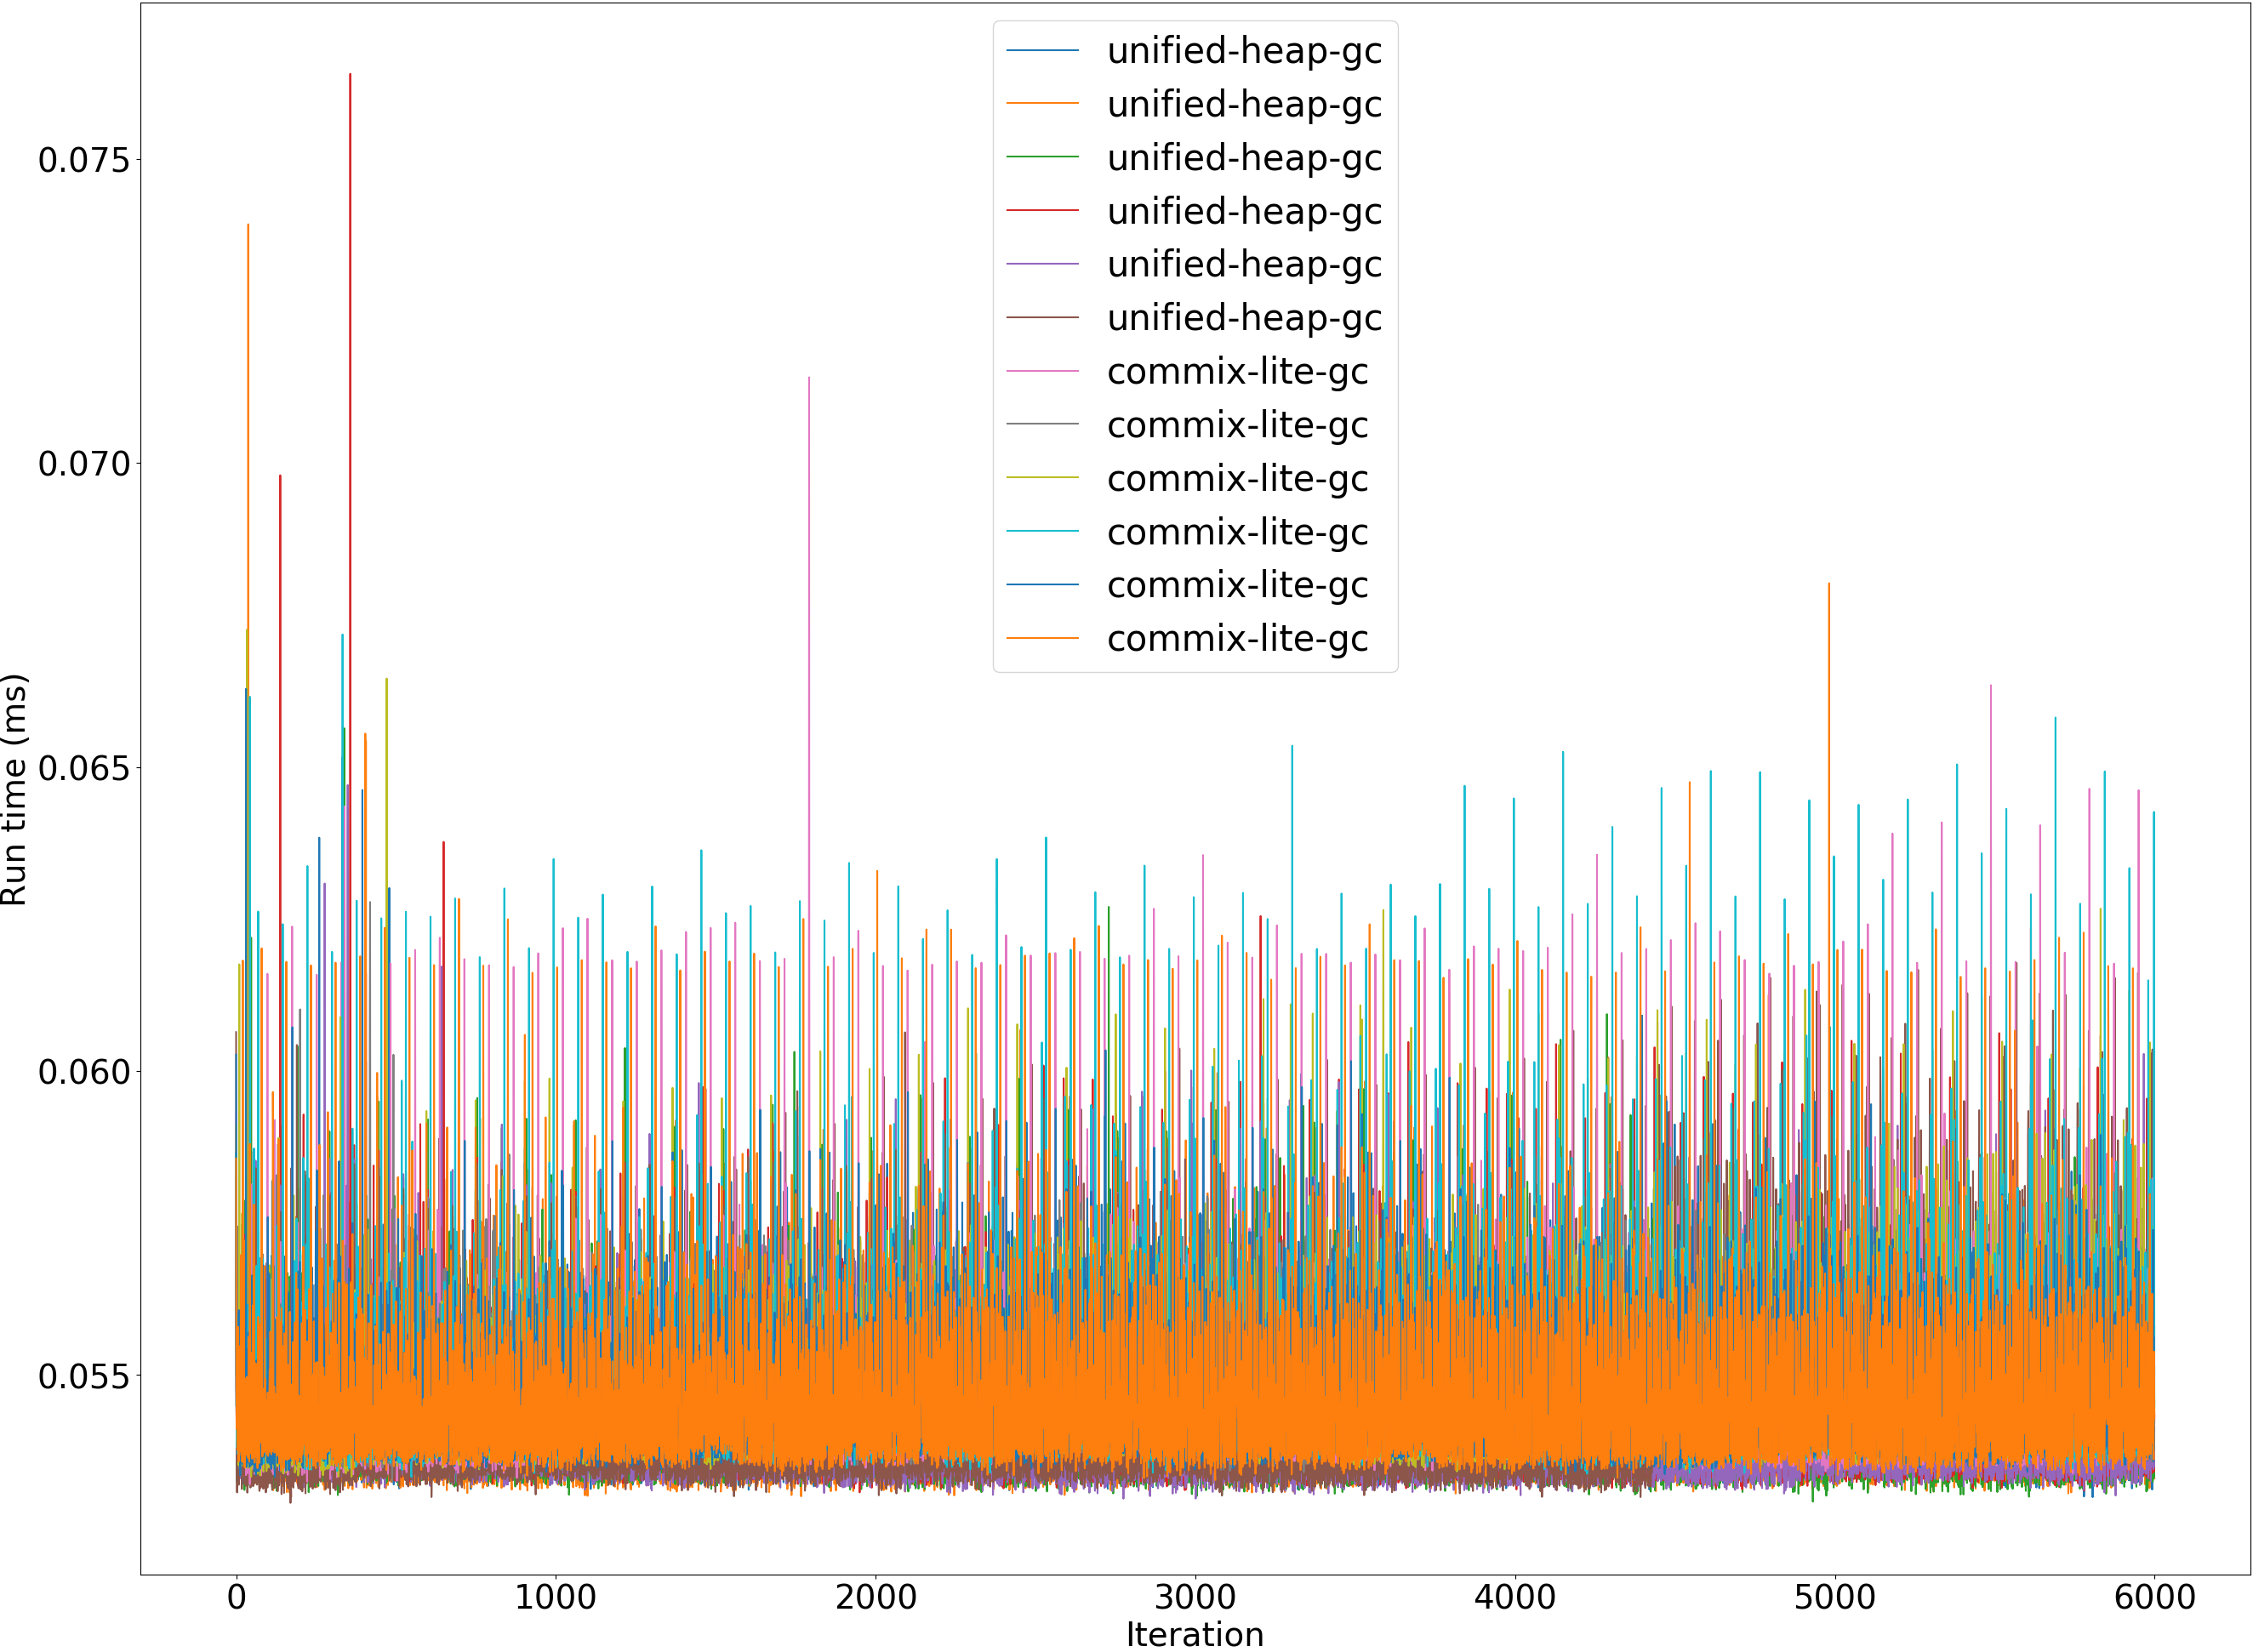 unified-heap-gc
unified-heap-gc
unified-heap-gc
unified-heap-gc
unified-heap-gc
unified-heap-gc
commix-lite-gc
commix-lite-gc
commix-lite-gc
commix-lite-gc
commix-lite-gc
commix-lite-gc
0.075
0.070
0.065
0.060
0.055
Run time (ms)
0 1000 2000 3000 4000 5000 6000
Iteration